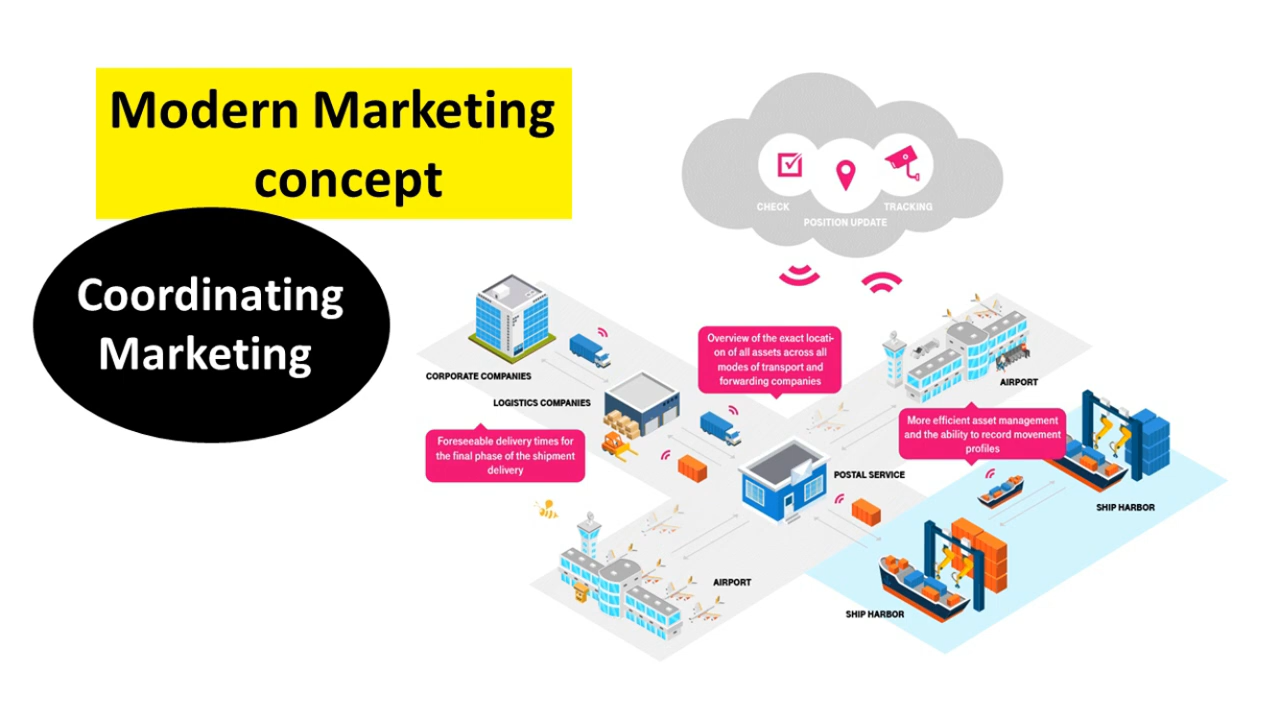 Modern Marketing
concept
Coordinating
Marketing
CHECK
TRACKING
POSITION UPDATE
CORPORATE COMPANIES
LOGISTICS COMPANIES
Foreseeable delivery times for
the final phase of the shipment
delivery
Overview of the exact locati-
on of all assets across all
modes of transport and
forwarding companies
AIRPORT
More efficient asset management
and the ability to record movement
profiles
POSTAL SERVICE
SHIP HARBOR
AIRPORT
SHIP HARBOR